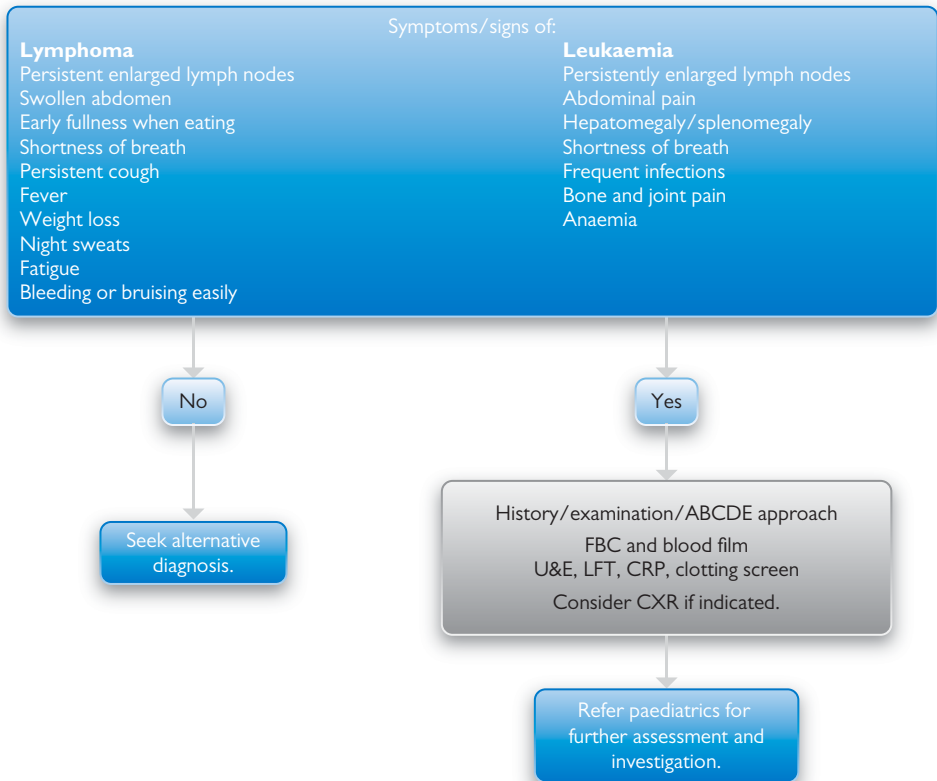 Symptoms/signs of:
Lymphoma
Persistent enlarged lymph nodes
Swollen abdomen
Early fullness when eating
Shortness of breath
Persistent cough
Fever
Weight loss
Night sweats
Fatigue
Bleeding or bruising easily
Leukaemia
Persistently enlarged lymph nodes
Abdominal pain
Hepatomegaly/splenomegaly
Shortness of breath
Frequent infections
Bone and joint pain
Anaemia
No
Yes
Seek alternative
diagnosis.
History/examination/ABCDE approach
FBC and blood film
U&E, LFT, CRP, clotting screen
Consider CXR if indicated.
Refer paediatrics for
further assessment and
investigation.